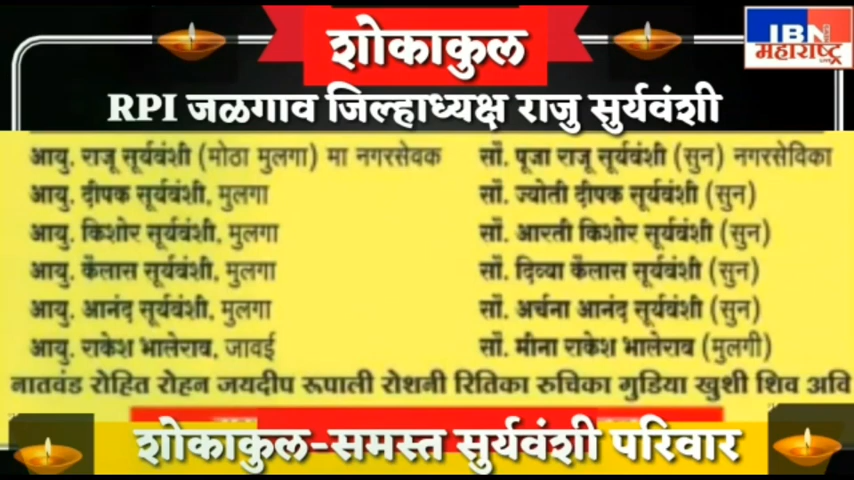 शोकाकुल
IBN
NEWS
महाराष्ट्र
RPI जळगाव जिल्हाध्यक्ष राजु सुर्यवंशी
आयु. राजू सूर्यवंशी (मोठा मुलगा) मा नगरसेवक
सौ. पूजा राजू सूर्यवंशी (सुन) नगरसेविका
आयु. दीपक सूर्यवंशी, मुलगा
सौ. ज्योती दीपक सूर्यवंशी (सुन)
आयु. किशोर सूर्यवंशी, मुलगा
सौ. आरती किशोर सूर्यवंशी (सुन)
आयु. कैलास सूर्यवंशी, मुलगा
सौ. दिव्या कैलास सूर्यवंशी (सुन)
आयु. आनंद सूर्यवंशी, मुलगा
सौ. अर्चना आनंद सूर्यवंशी (सुन)
आयु. राकेश भालेराव, जावई
सौ. मीना राकेश भालेराव (मुलगी)
नातवंड रोहित रोहन जयदीप रूपाली रोशनी रितिका रुचिका गुडिया खुशी शिव अवि
शोकाकुल-समस्त सुर्यवंशी परिवार